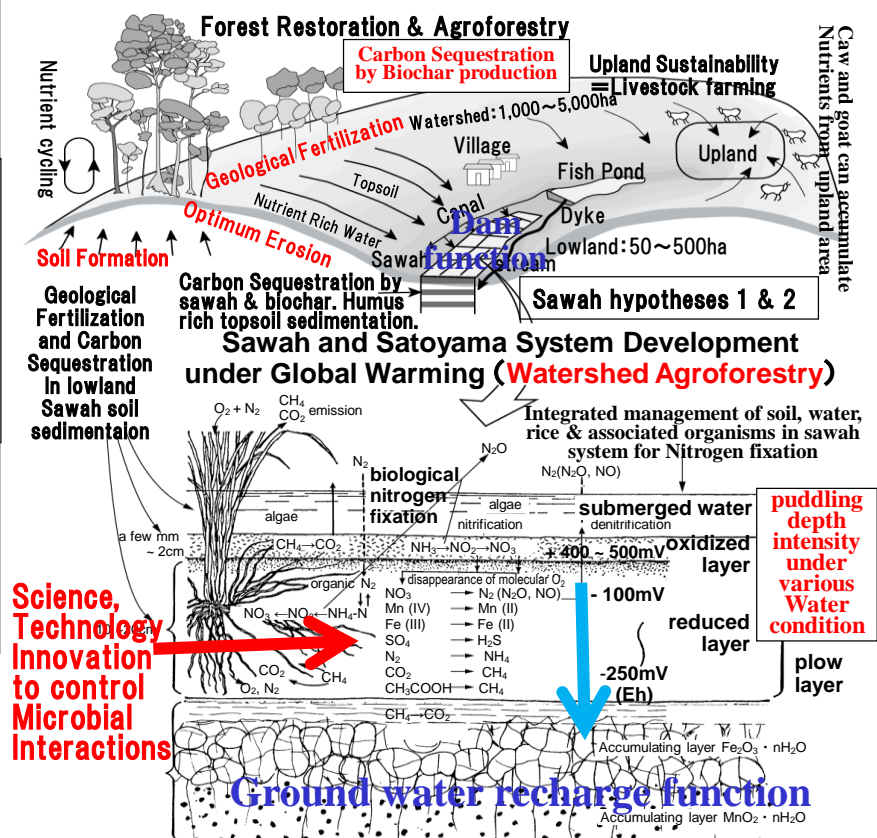 Forest Restoration & Agroforestry
Carbon Sequestration
by Biochar production
Upland Sustainability
=Livestock farming
Caw and goat can accumulate
Nutrients from upland area
Nutrient cycling
Geological Fertilization
Watershed:1,000～5,000ha
Village
Upland
Fish Pond
Topsoil
Canal
Nutrient Rich Water
Dyke
Dam
function
Optimum Erosion
Sawah
stream
Lowland:50～500ha
Soil Formation
Carbon Sequestration by
sawah & biochar. Humus
rich topsoil sedimentation.
Sawah hypotheses 1 & 2
Geological
Fertilization
and Carbon
Sequestration
In lowland
Sawah soil
sedimentaion
Sawah and Satoyama System Development
under Global Warming (Watershed Agroforestry)
O2 + N2
CH4
CO2 emission
Integrated management of soil, water,
rice & associated organisms in sawah
system for Nitrogen fixation
N2O
N2
biological
nitrogen
fixation
N2(N2O, NO)
algae
algae
submerged water
nitrification
denitrification
puddling
depth
intensity
under
various
Water
condition
a few mm
~ 2cm
CH4→CO2
NH3→NO2→NO3
+ 400 ~ 500mV
oxidized
layer
organic N2
disappearance of molecular O2
NO3 → N2 (N2O, NO)
- 100mV
Mn (IV) → Mn (II)
NO3 ←NO2←NH4-N
Fe (III) → Fe (II)
reduced
layer
SO4 → H2S
N2 → NH4
CO2 → CH4
CH3COOH → CH4
-250mV
(Eh)
plow
layer
CO2
CH4
O2, N2
Science,
Technology
Innovation
to control
Microbial
Interactions
CH4→CO2
Accumulating layer Fe2O3・nH2O
Ground water recharge function
Accumulating layer MnO2・nH2O